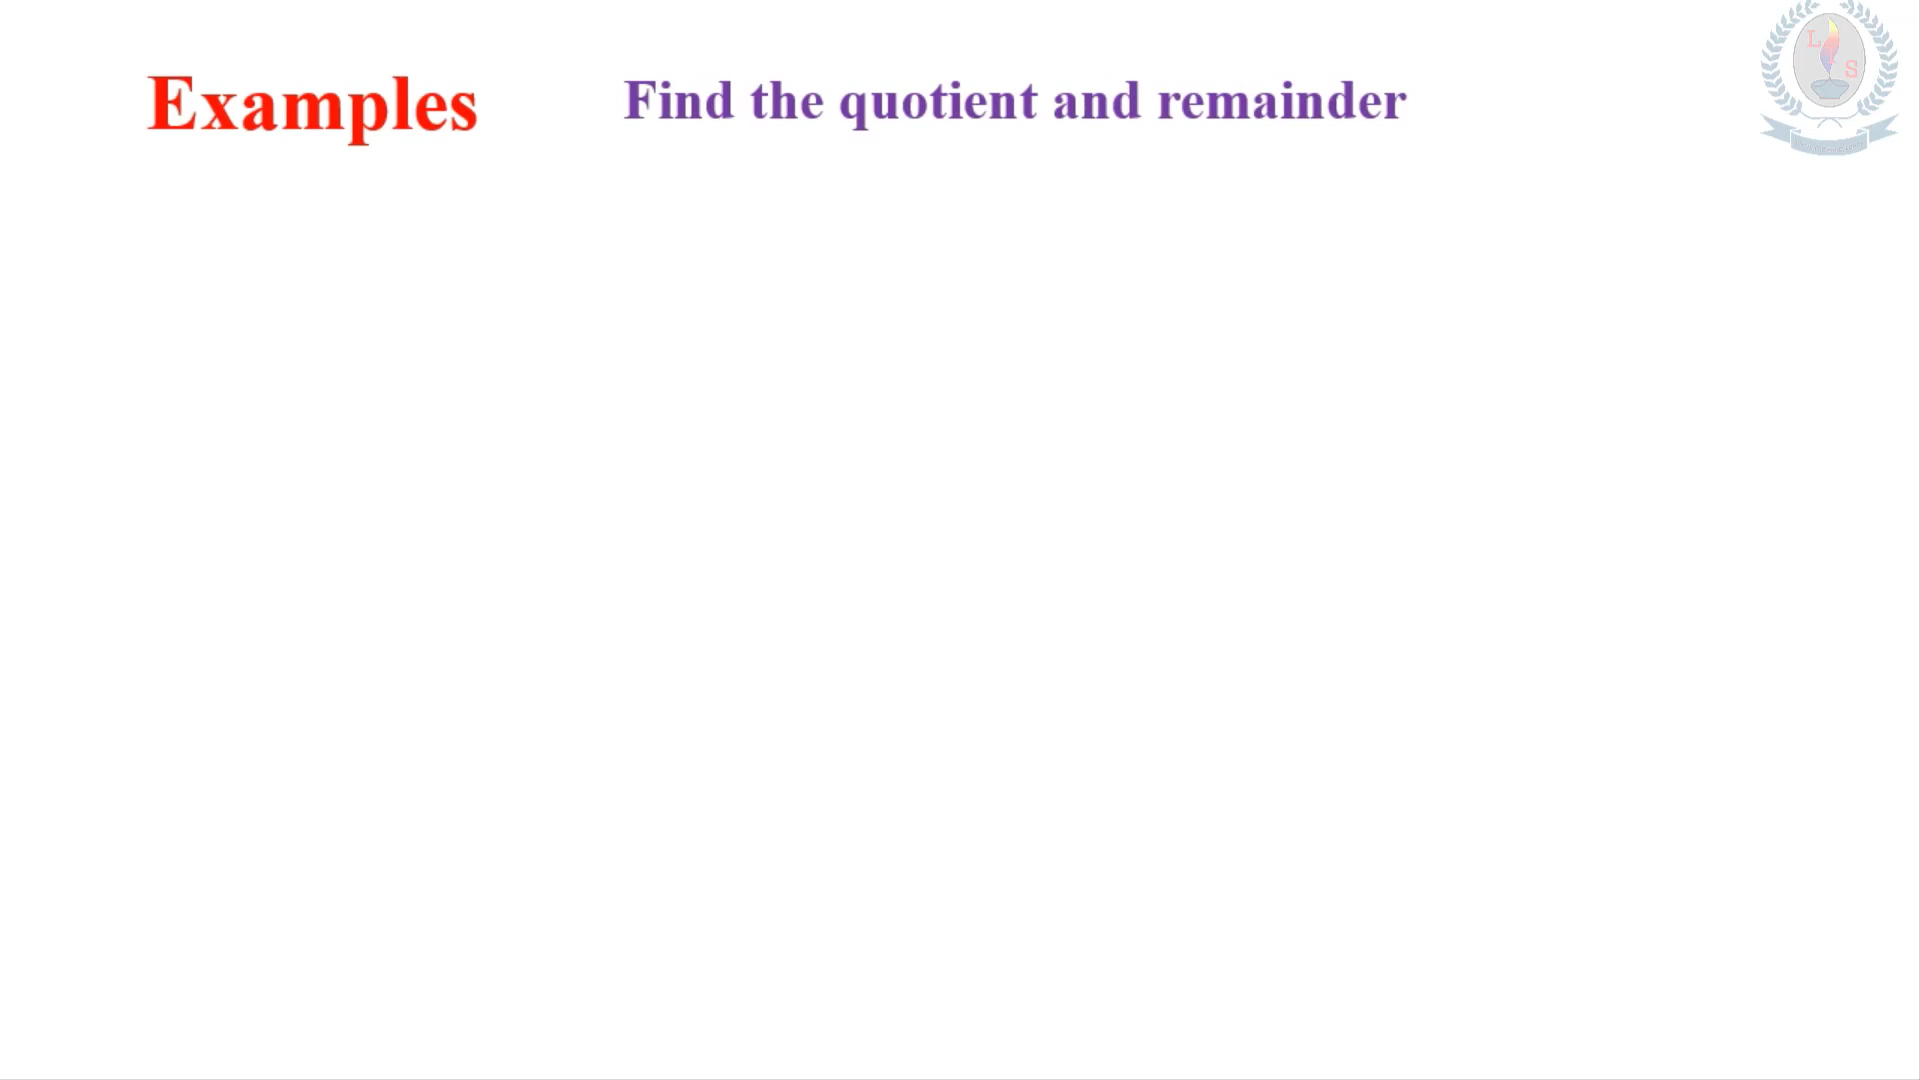 Examples
Find the quotient and remainder
L
S